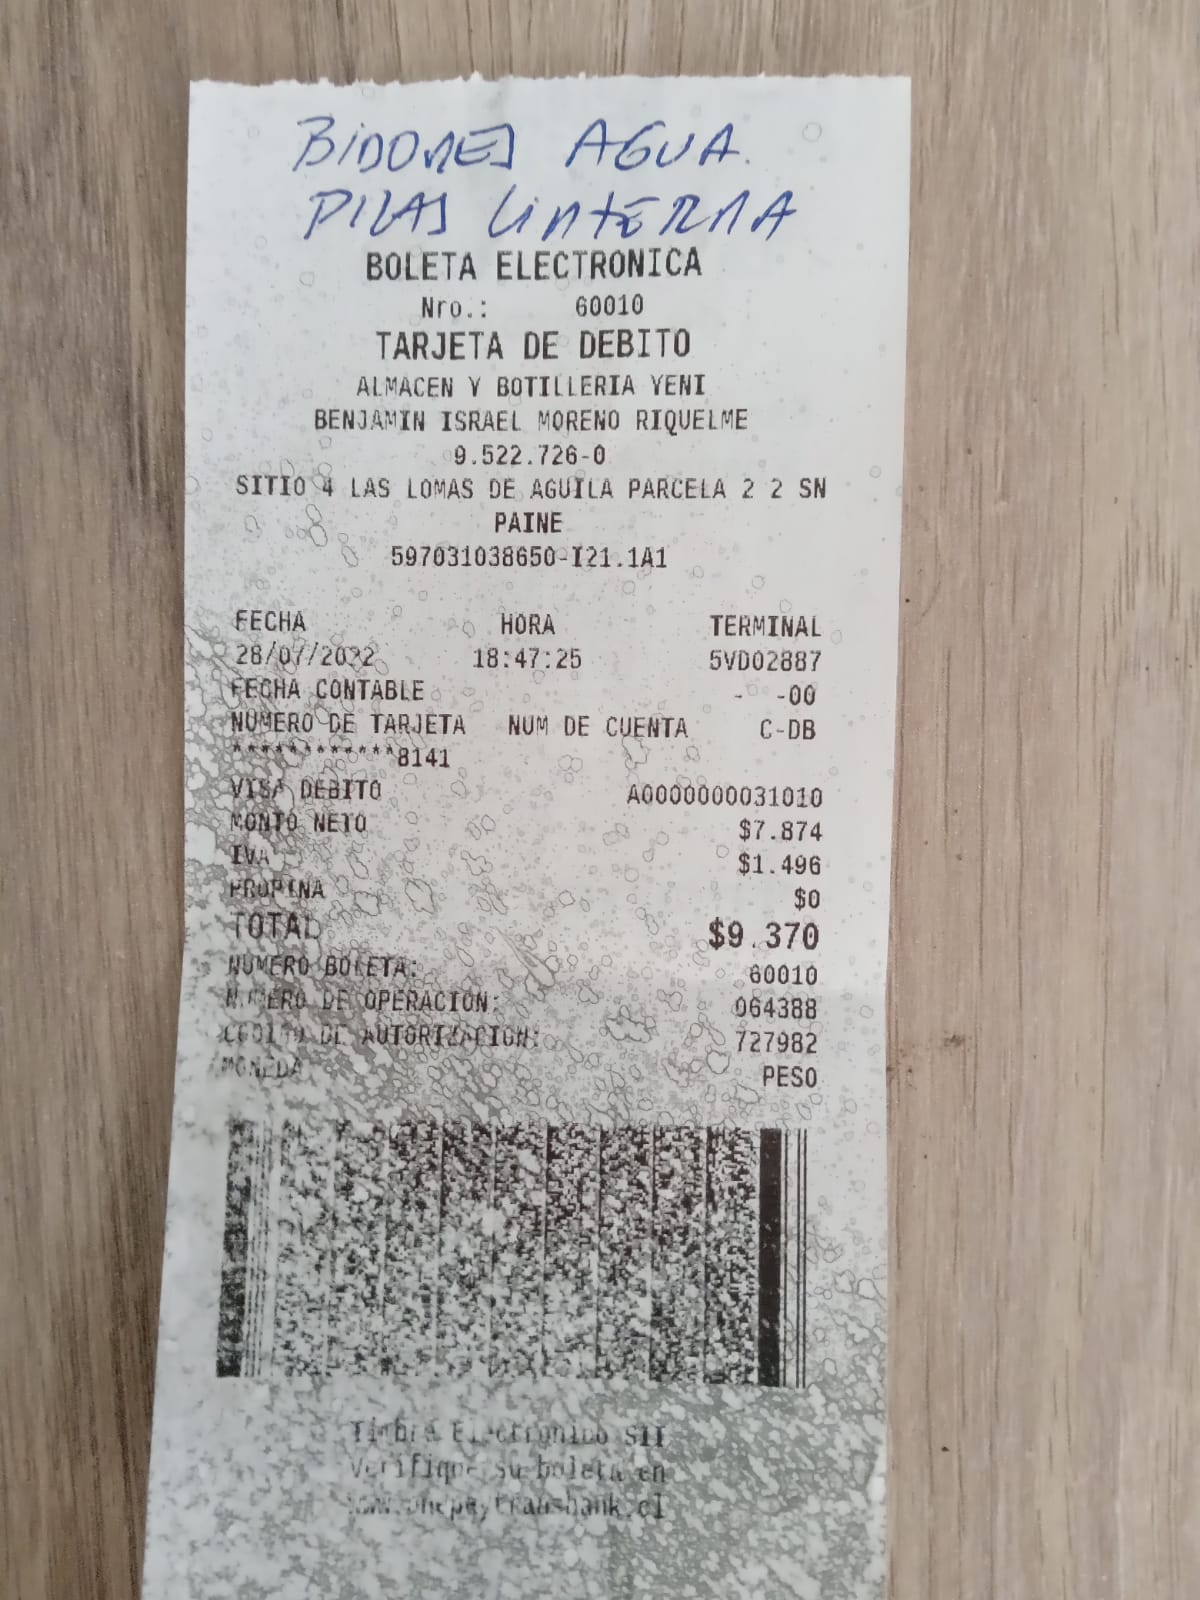 BIDONES AGUA.
PILAS LINTERNA
BOLETA ELECTRONICA
Nro.: 60010
TARJETA DE DEBITO
ALMACEN Y BOTILLERIA YENI
BENJAMIN ISRAEL MORENO RIQUELME
9.522.726-0
SITIO 4 LAS LOMAS DE AGUILA PARCELA 2 2 SN
PAINE
597031038650-I21.1A1
FECHA HORA TERMINAL
28/07/2022 18:47:25 5VD02887
FECHA CONTABLE - -00
NUMERO DE TARJETA NUM DE CUENTA C-DB
************8141
VISA DEBITO A0000000031010
MONTO NETO $7.874
IVA $1.496
PROPINA $0
TOTAL $9.370
NUMERO BOLETA: 60010
NUMERO DE OPERACION: 064388
CODIGO DE AUTORIZACION: 727982
MONEDA PESO
Timbre Electronico SII
Verifique su boleta en
www.onepaytransbank.cl